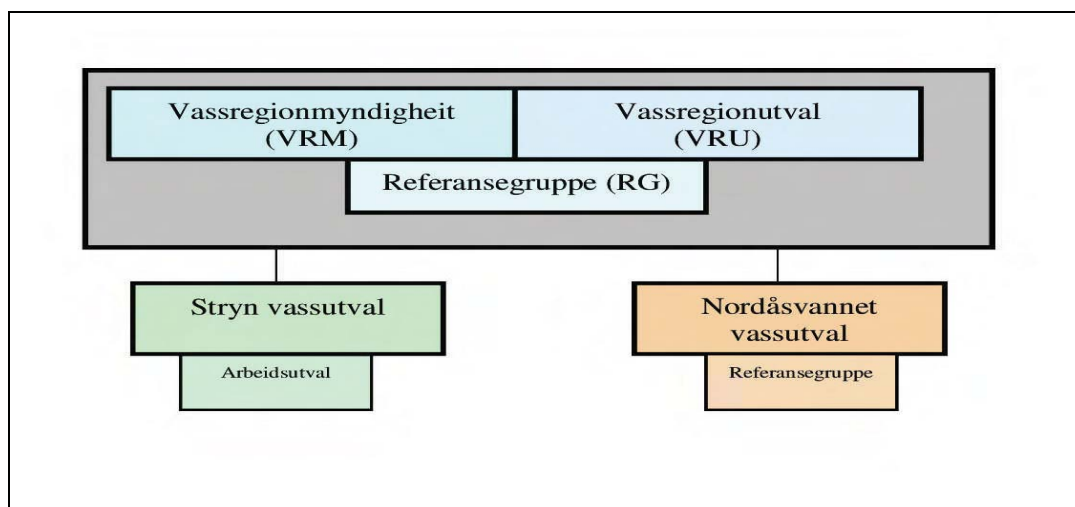 Vassregionmyndigheit
(VRM)
Vassregionutval
(VRU)
Referansegruppe (RG)
Stryn vassutval
Arbeidsutval
Nordåsvannet
vassutval
Referansegruppe